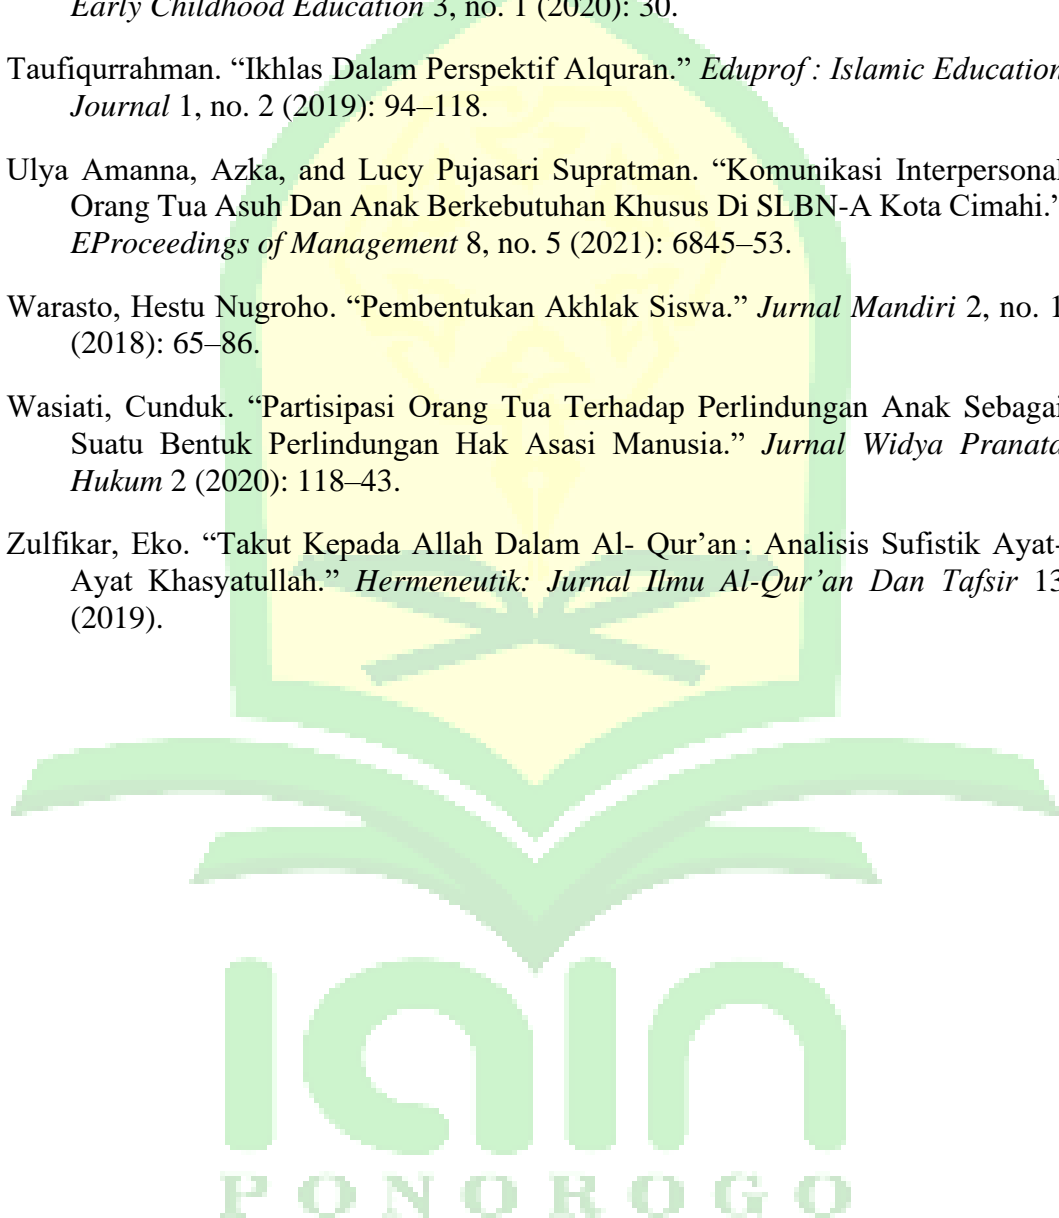 Early Childhood Education 3, no. 1 (2020): 30.
Taufiqurrahman. “Ikhlas Dalam Perspektif Alquran.” Eduprof : Islamic Education
Journal 1, no. 2 (2019): 94–118.
Ulya Amanna, Azka, and Lucy Pujasari Supratman. “Komunikasi Interpersonal
Orang Tua Asuh Dan Anak Berkebutuhan Khusus Di SLBN-A Kota Cimahi.”
EProceedings of Management 8, no. 5 (2021): 6845–53.
Warasto, Hestu Nugroho. “Pembentukan Akhlak Siswa.” Jurnal Mandiri 2, no. 1
(2018): 65–86.
Wasiati, Cunduk. “Partisipasi Orang Tua Terhadap Perlindungan Anak Sebagai
Suatu Bentuk Perlindungan Hak Asasi Manusia.” Jurnal Widya Pranata
Hukum 2 (2020): 118–43.
Zulfikar, Eko. “Takut Kepada Allah Dalam Al- Qur’an : Analisis Sufistik Ayat-
Ayat Khasyatullah.” Hermeneutik: Jurnal Ilmu Al-Qur’an Dan Tafsir 13
(2019).
iain
PONOROGO